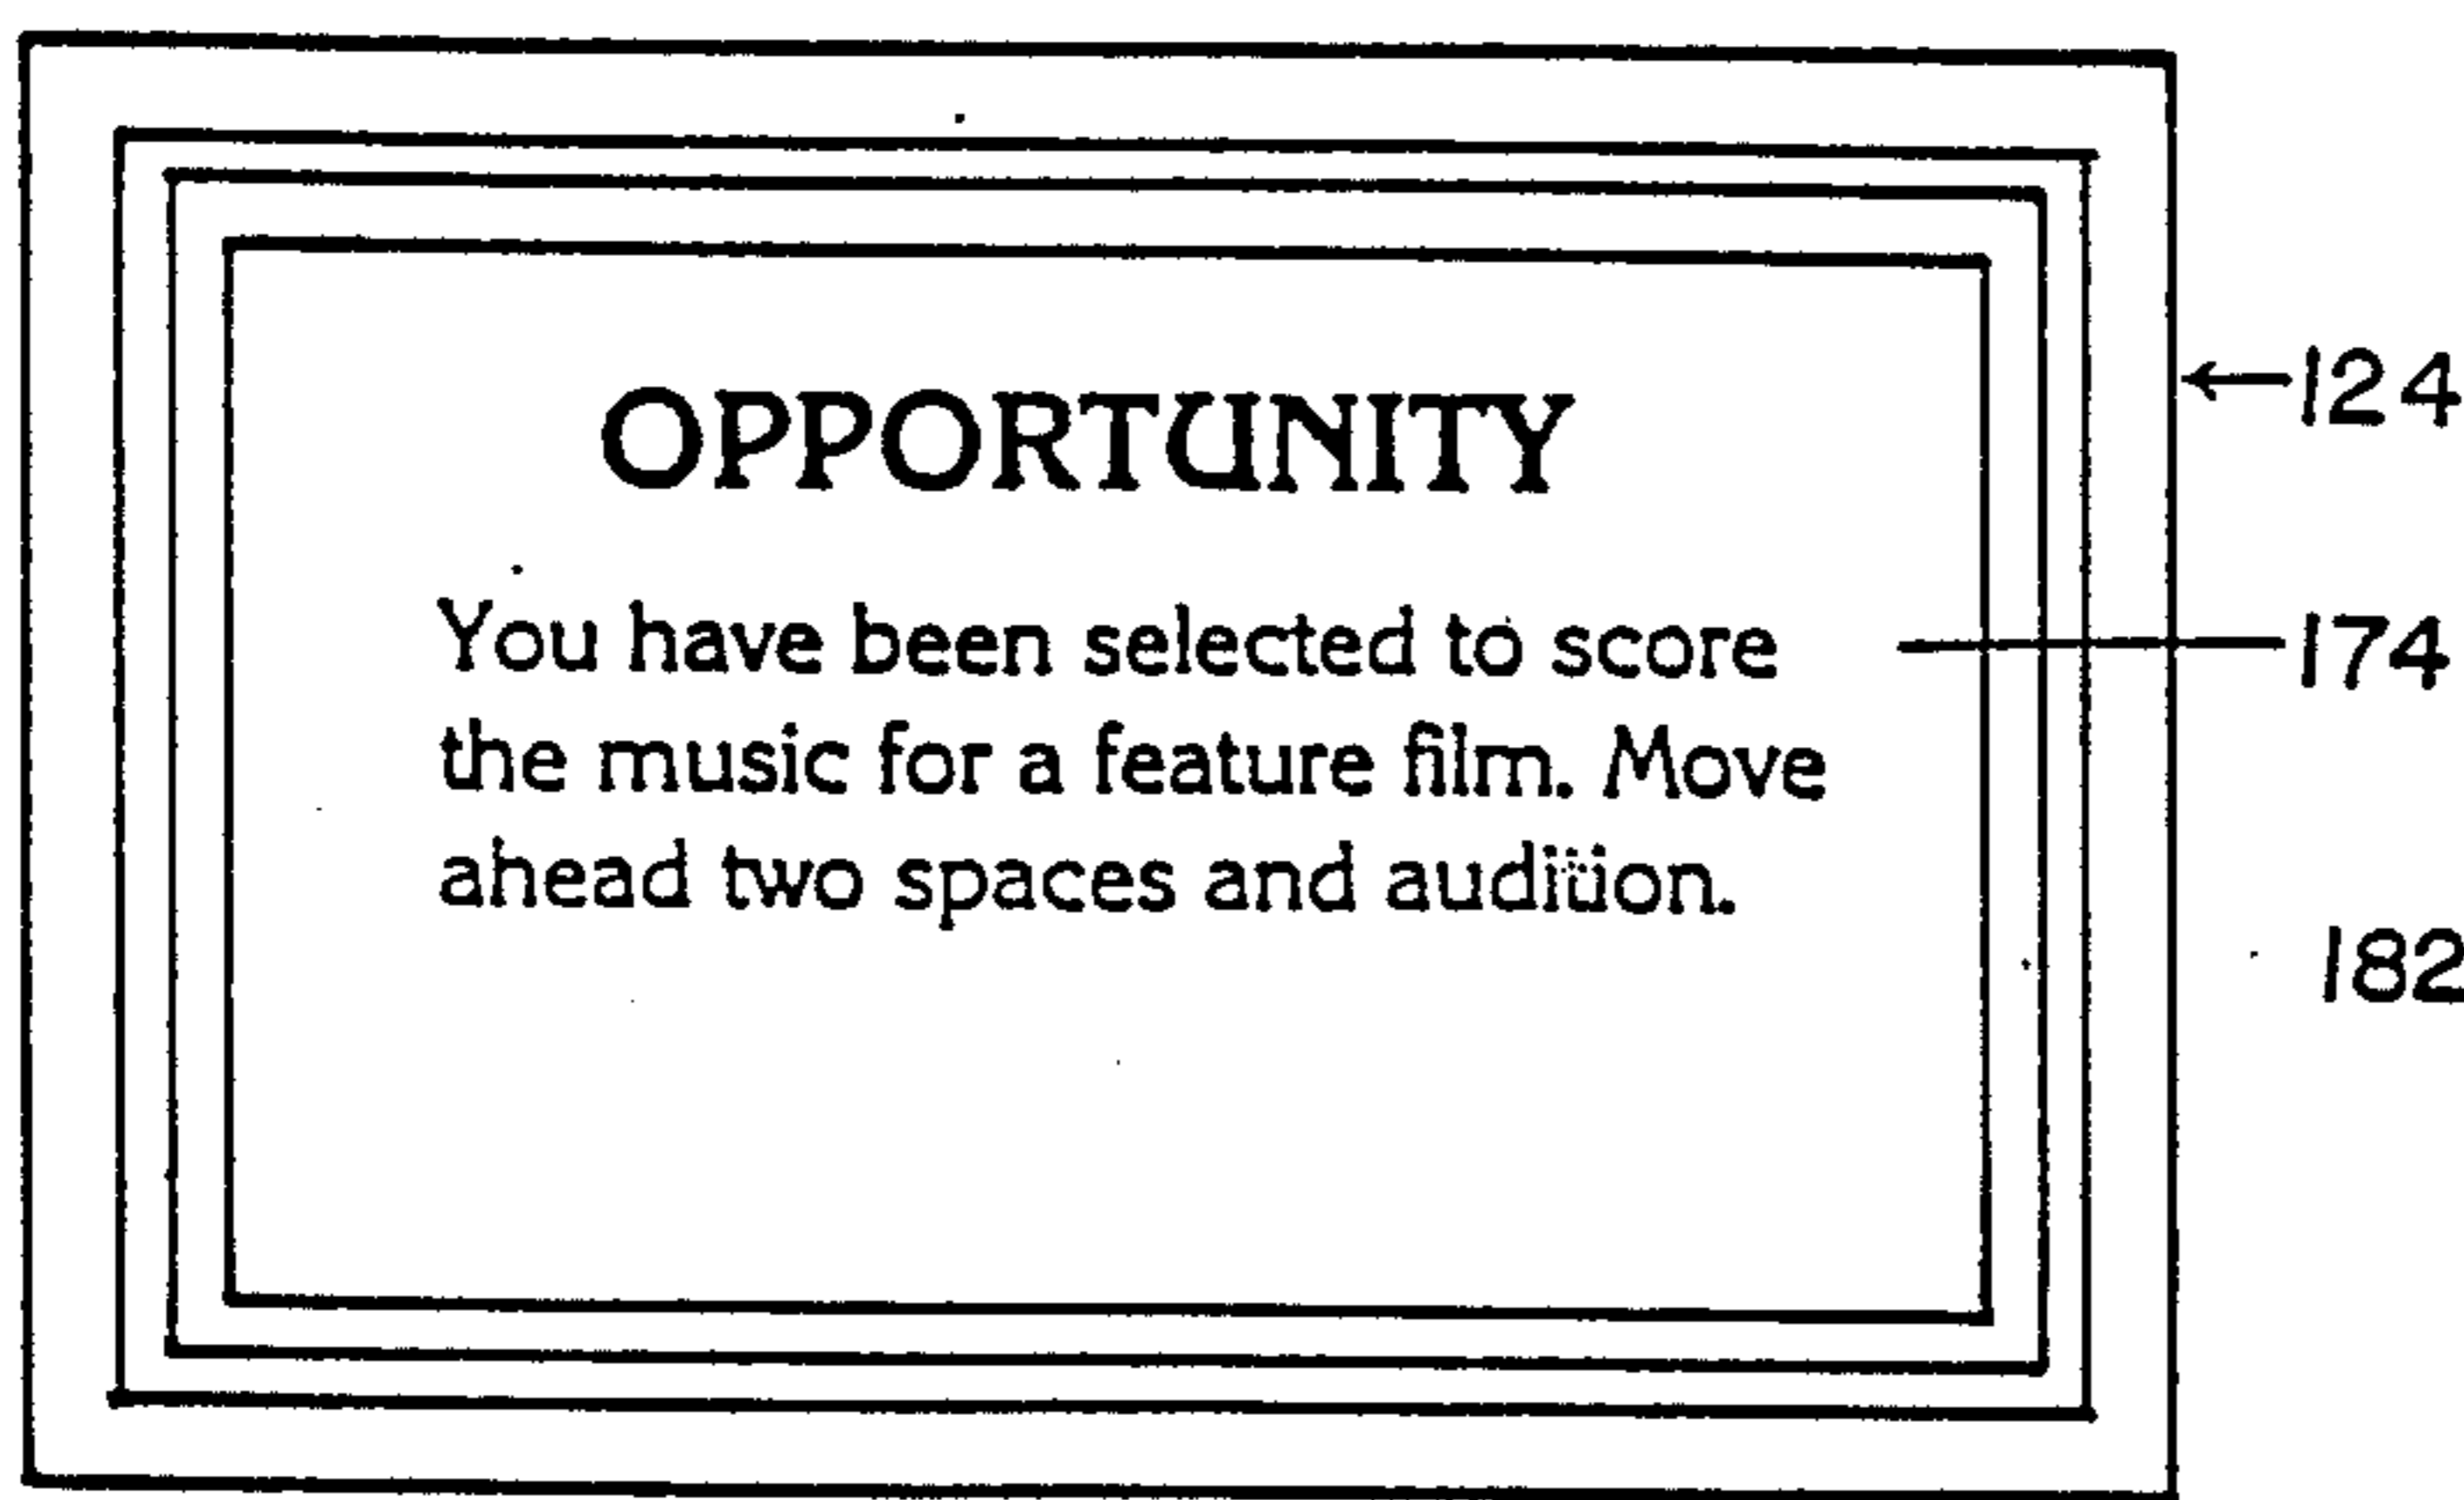 OPPORTUNITY
124
You have been selected to score
174
the music for a feature film. Move
ahead two spaces and audition.
182